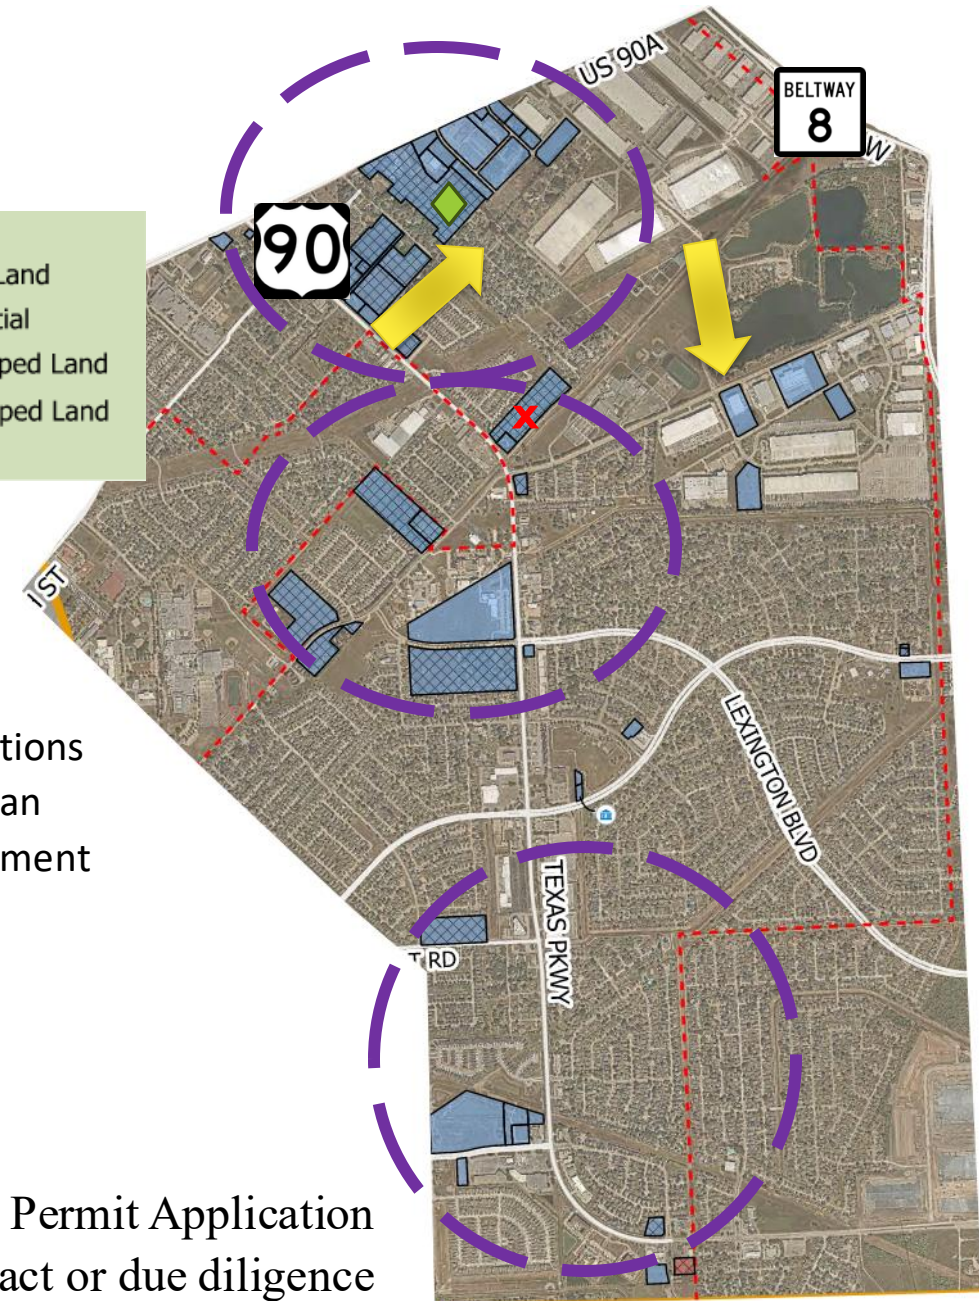 US 90A
BELTWAY
8
W
90
Land
tial
ped Land
ped Land
I ST
LEXINGTON BLVD
tions
an
ment
TEXAS PKWY
T RD
Permit Application
act or due diligence